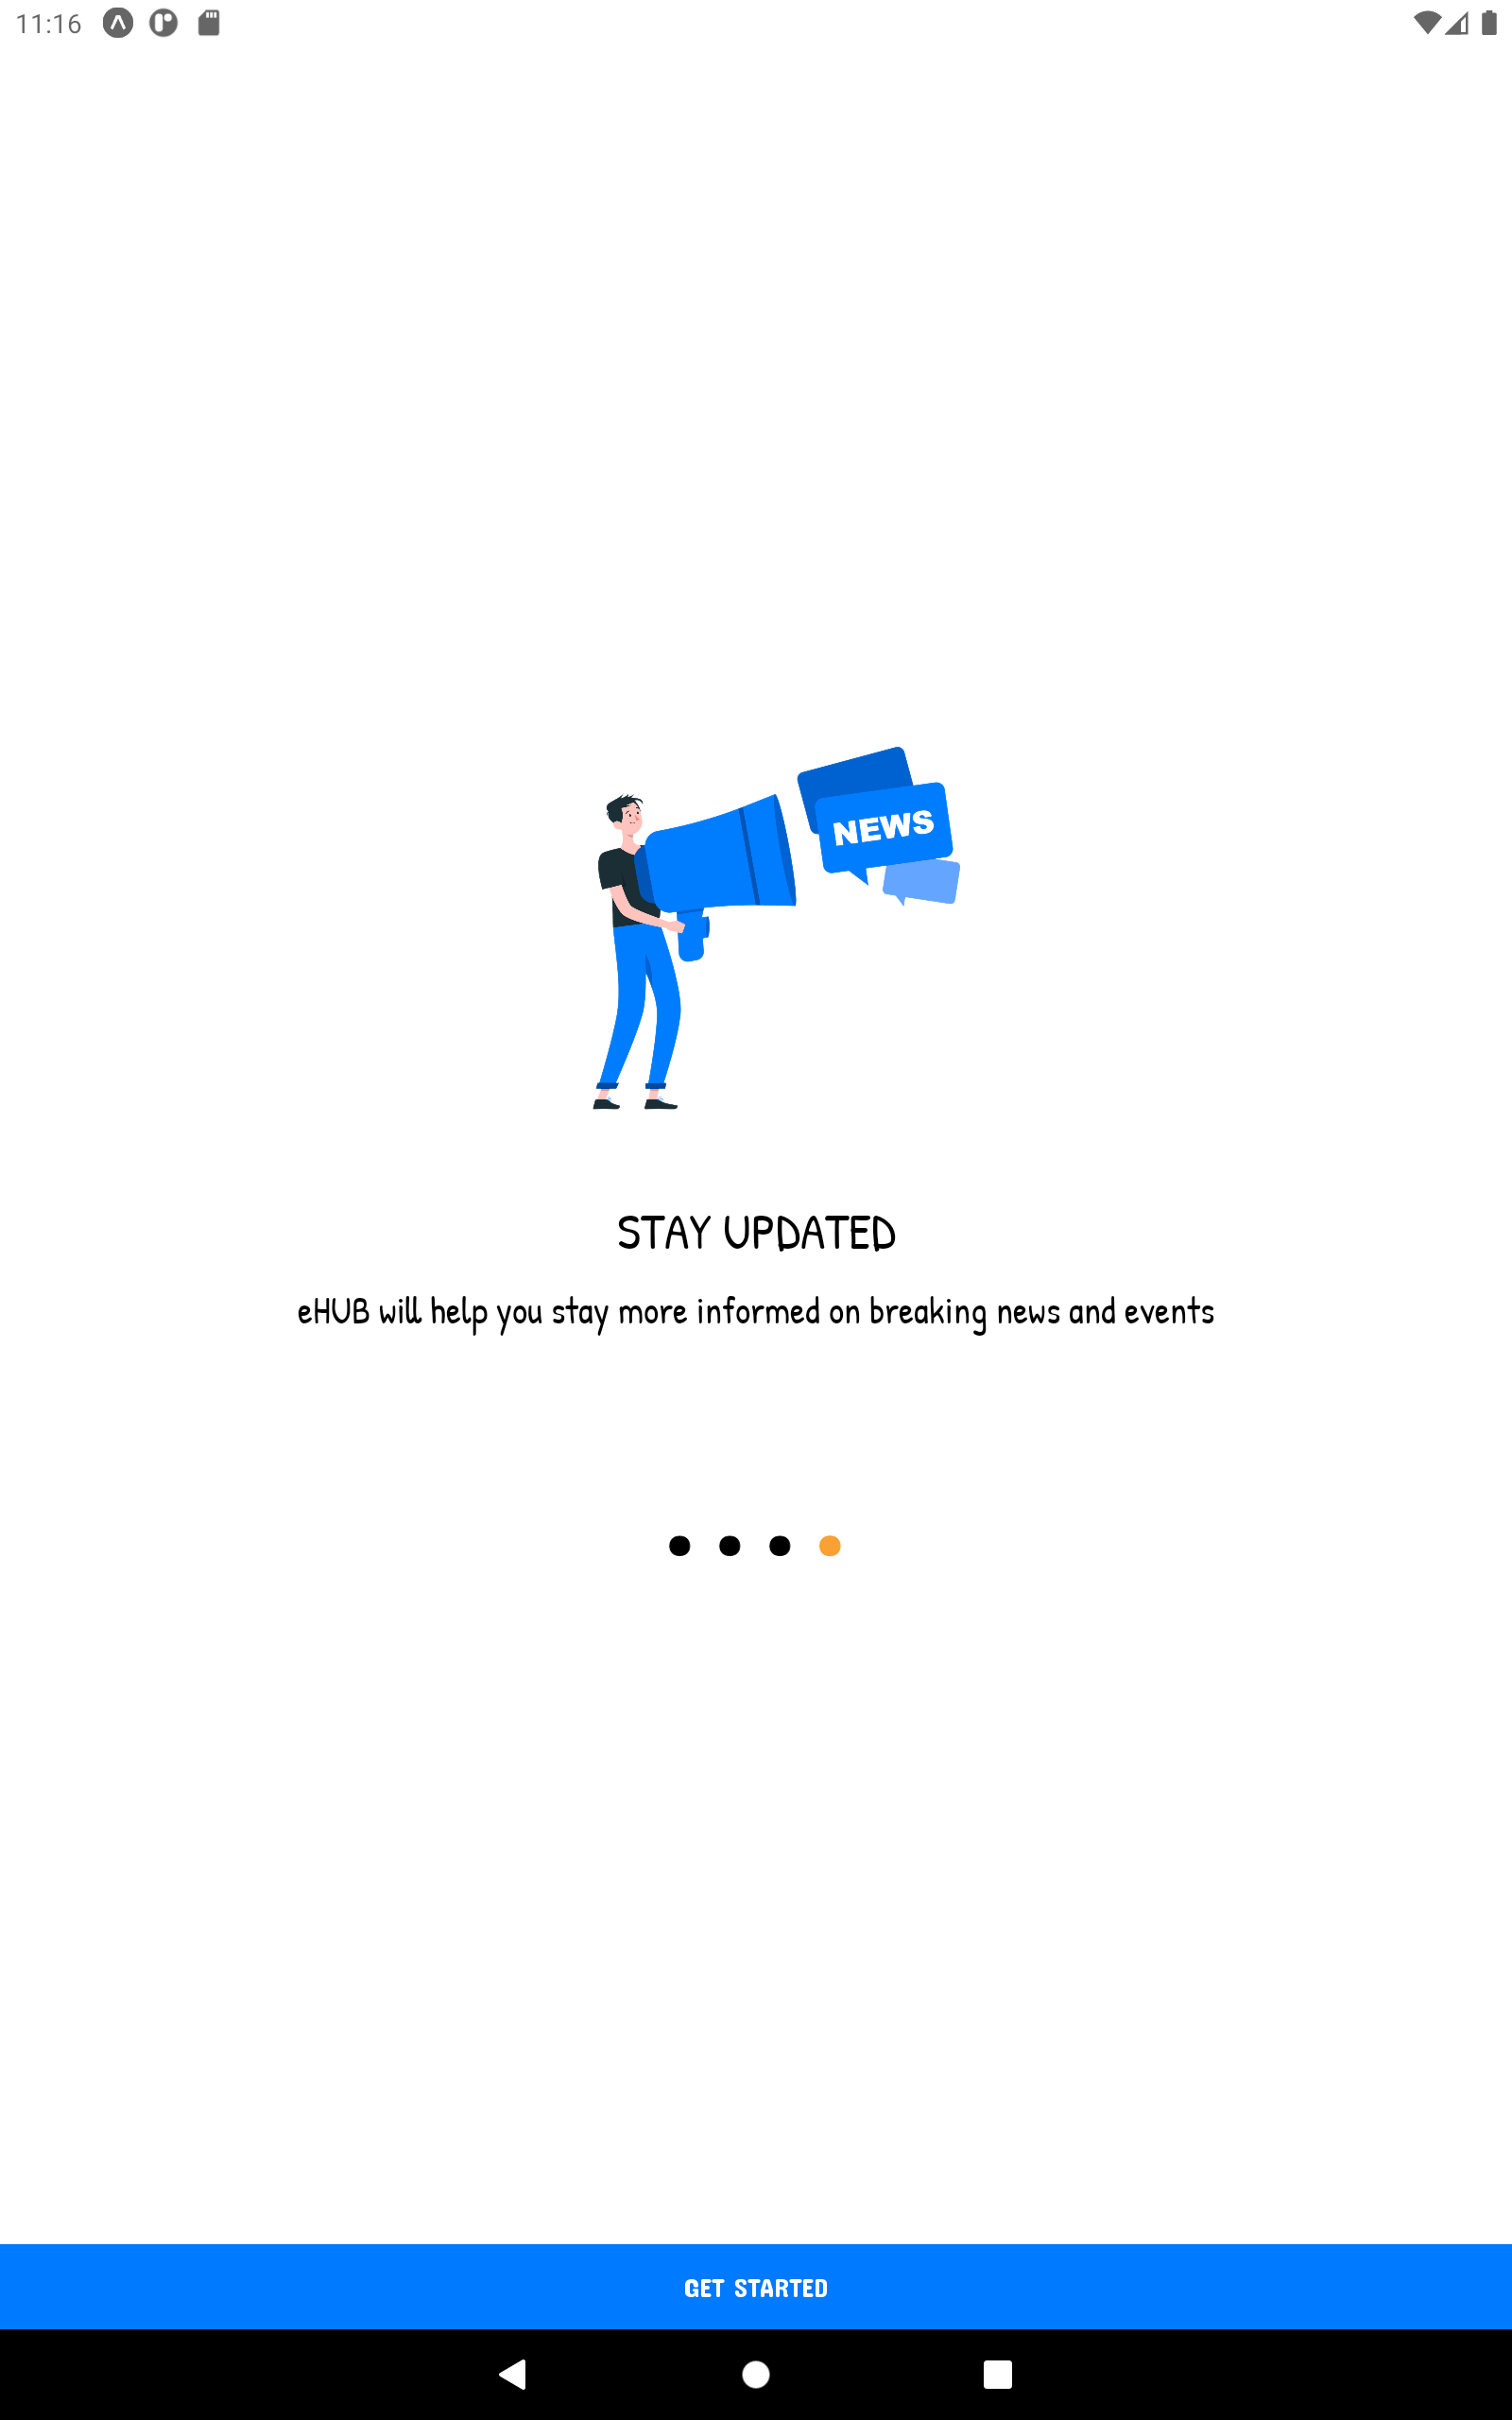 11:16
NEWS
STAY UPDATED
eHUB will help you stay more informed on breaking news and events
GET STARTED